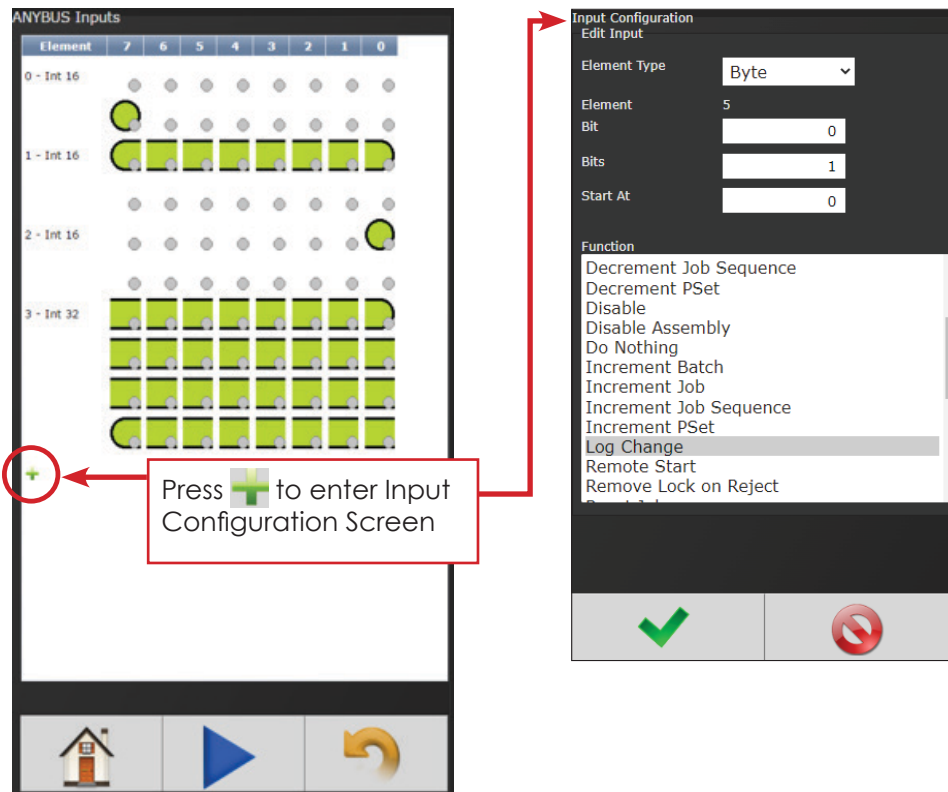 ANYBUS Inputs
Element 7 6 5 4 3 2 1 0
0 - Int 16
1 - Int 16
2 - Int 16
3 - Int 32
Press to enter Input
Configuration Screen
Input Configuration
Edit Input
Element Type Byte
Element 5
Bit 0
Bits 1
Start At 0
Function
Decrement Job Sequence
Decrement PSet
Disable
Disable Assembly
Do Nothing
Increment Batch
Increment Job
Increment Job Sequence
Increment PSet
Log Change
Remote Start
Remove Lock on Reject